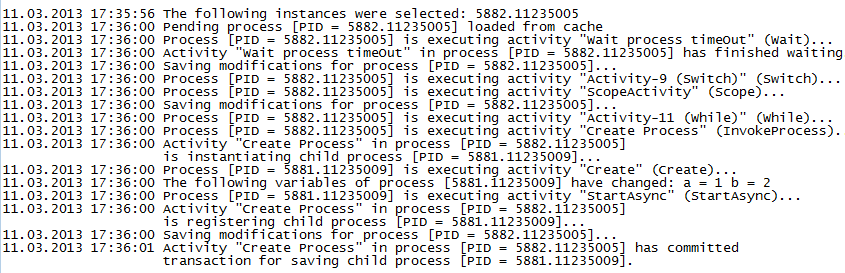 11.03.2013 17:35:56 The following instances were selected: 5882.11235005
11.03.2013 17:36:00 Pending process [PID = 5882.11235005] loaded from cache
11.03.2013 17:36:00 Process [PID = 5882.11235005] is executing activity "Wait process timeOut" (Wait)...
11.03.2013 17:36:00 Activity "Wait process timeOut" in process [PID = 5882.11235005] has finished waiting
11.03.2013 17:36:00 Saving modifications for process [PID = 5882.11235005]...
11.03.2013 17:36:00 Process [PID = 5882.11235005] is executing activity "Activity-9 (Switch)" (Switch)...
11.03.2013 17:36:00 Process [PID = 5882.11235005] is executing activity "ScopeActivity" (Scope)...
11.03.2013 17:36:00 Saving modifications for process [PID = 5882.11235005]...
11.03.2013 17:36:00 Process [PID = 5882.11235005] is executing activity "Activity-11 (While)" (While)...
11.03.2013 17:36:00 Process [PID = 5882.11235005] is executing activity "Create Process" (InvokeProcess).
11.03.2013 17:36:00 Activity "Create Process" in process [PID = 5882.11235005]
is instantiating child process [PID = 5881.11235009]...
11.03.2013 17:36:00 Process [PID = 5881.11235009] is executing activity "Create" (Create)...
11.03.2013 17:36:00 The following variables of process [5881.11235009] have changed: a = 1 b = 2
11.03.2013 17:36:00 Process [PID = 5881.11235009] is executing activity "StartAsync" (StartAsync)...
11.03.2013 17:36:00 Activity "Create Process" in process [PID = 5882.11235005]
is registering child process [PID = 5881.11235009]...
11.03.2013 17:36:00 Saving modifications for process [PID = 5882.11235005]...
11.03.2013 17:36:01 Activity "Create Process" in process [PID = 5882.11235005] has committed
transaction for saving child process [PID = 5881.11235009].